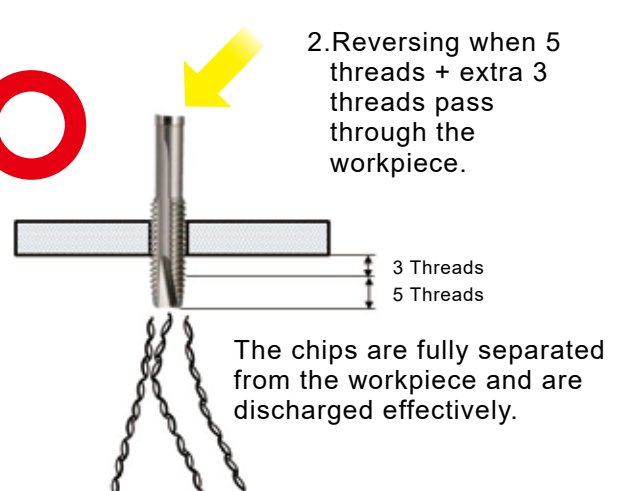 2.Reversing when 5
threads + extra 3
threads pass
through the
workpiece.
3 Threads
5 Threads
The chips are fully separated
from the workpiece and are
discharged effectively.